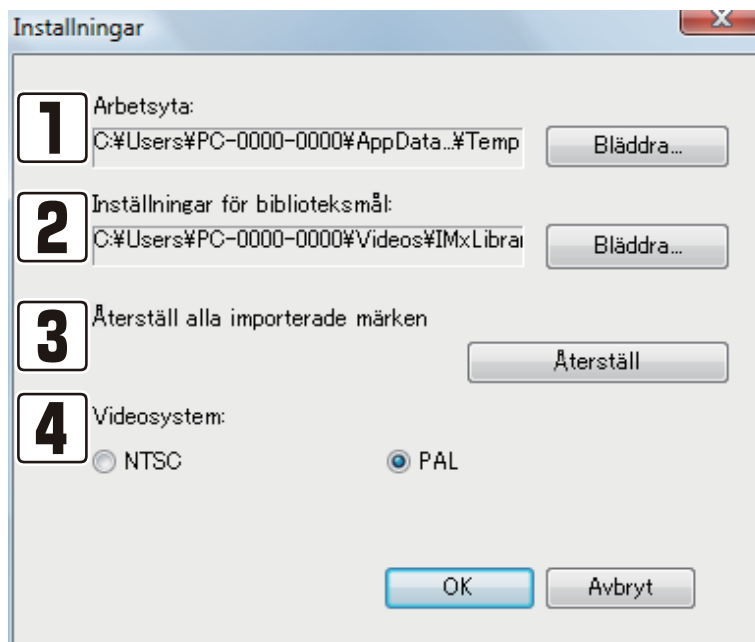 Installningar
1
Arbetsyta:
C:¥Users¥PC-0000-0000¥AppData...¥Temp
Bläddra...
2
Inställningar för biblioteksmål:
C:¥Users¥PC-0000-0000¥Videos¥IMxLibrar
Bläddra...
3
Återställ alla importerade märken
Återställ
4
Videosystem:
NTSC
PAL
OK
Avbryt